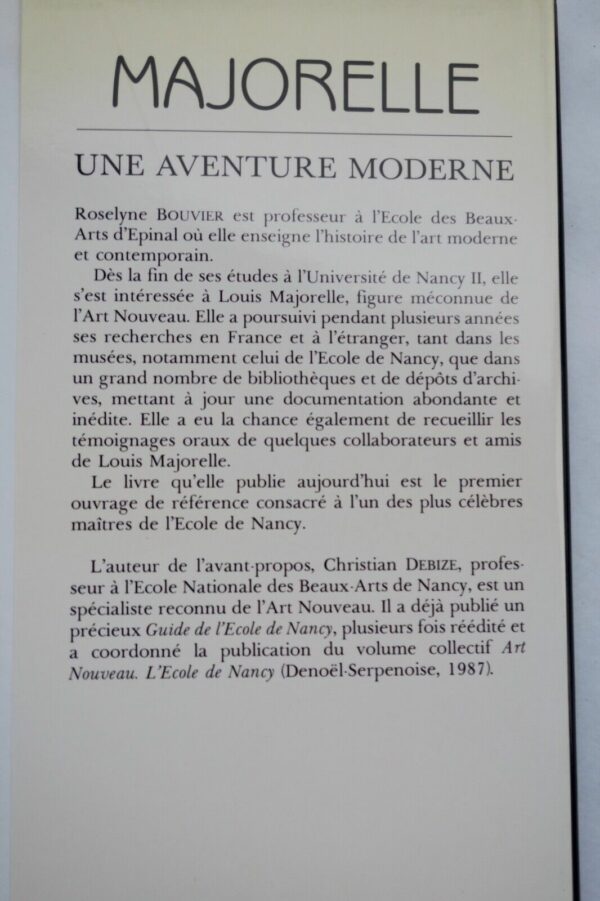 MAJORELLE
UNE AVENTURE MODERNE
Roselyne BOUVIER est professeur à l'Ecole des Beaux-
Arts d'Epinal où elle enseigne l'histoire de l'art moderne
et contemporain.
Dès la fin de ses études à l'Université de Nancy II, elle
s'est intéressée à Louis Majorelle, figure méconnue de
l'Art Nouveau. Elle a poursuivi pendant plusieurs années
ses recherches en France et à l'étranger, tant dans les
musées, notamment celui de l'Ecole de Nancy, que dans
un grand nombre de bibliothèques et de dépôts d'archi-
ves, mettant à jour une documentation abondante et
inédite. Elle a eu la chance également de recueillir les
témoignages oraux de quelques collaborateurs et amis
de Louis Majorelle.
Le livre qu'elle publie aujourd'hui est le premier
ouvrage de référence consacré à l'un des plus célèbres
maîtres de l'Ecole de Nancy.
L'auteur de l'avant-propos, Christian DEBIZE, profes-
seur à l'Ecole Nationale des Beaux-Arts de Nancy, est un
spécialiste reconnu de l'Art Nouveau. Il a déjà publié un
précieux Guide de l'Ecole de Nancy, plusieurs fois réédité et
a coordonné la publication du volume collectif Art
Nouveau. L'Ecole de Nancy (Denoël-Serpenoise, 1987).